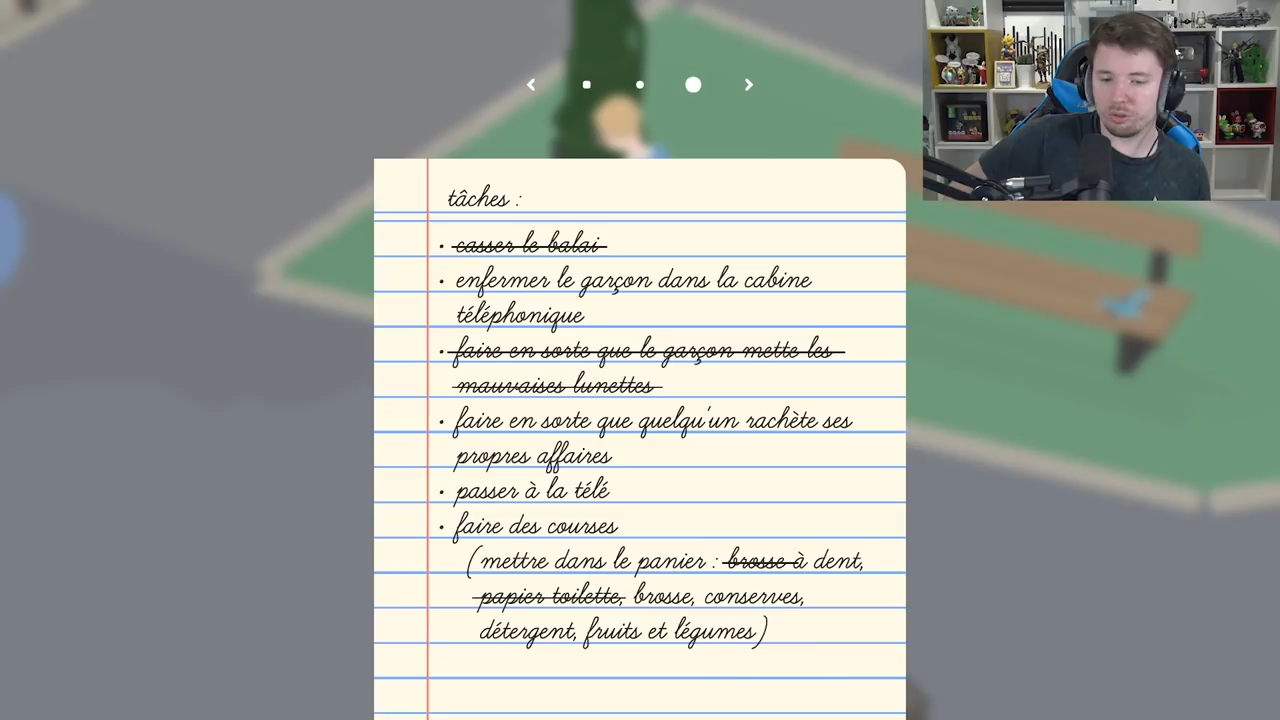 tâches :
• casser le balai
• enfermer le garçon dans la cabine
téléphonique
• faire en sorte que le garçon mette les
mauvaises lunettes
• faire en sorte que quelqu'un rachète ses
propres affaires
• passer à la télé
• faire des courses
(mettre dans le panier : brosse à dent,
papier toilette, brosse, conserves,
détergent, fruits et légumes)